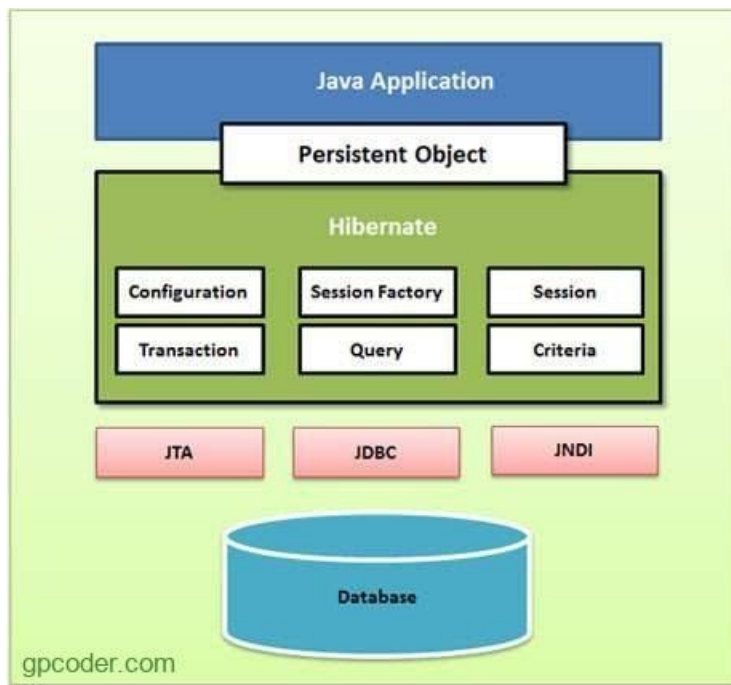 Java Application
Persistent Object
Hibernate
Configuration
Session Factory
Session
Transaction
Query
Criteria
JTA
JDBC
JNDI
Database
gpcoder.com